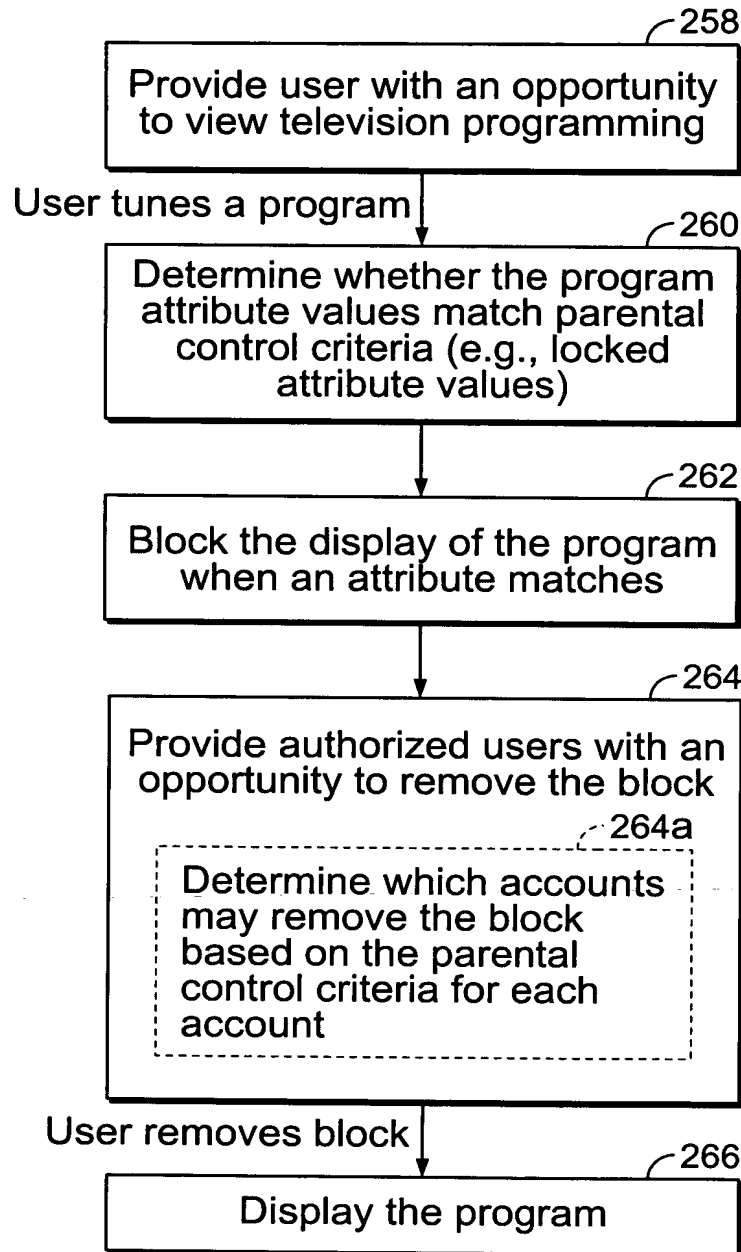 258
Provide user with an opportunity
to view television programming
User tunes a program
260
Determine whether the program
attribute values match parental
control criteria (e.g., locked
attribute values)
262
Block the display of the program
when an attribute matches
264
Provide authorized users with an
opportunity to remove the block
264a
Determine which accounts
may remove the block
based on the parental
control criteria for each
account
User removes block
266
Display the program